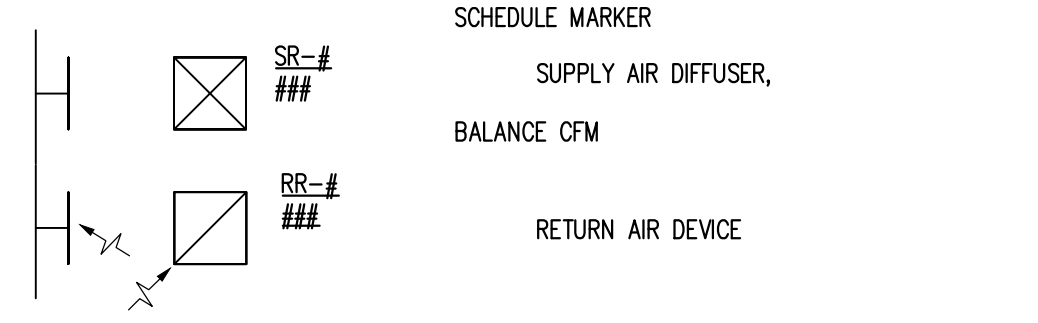 SCHEDULE MARKER
SR-#
###
SUPPLY AIR DIFFUSER,
BALANCE CFM
RR-#
###
RETURN AIR DEVICE